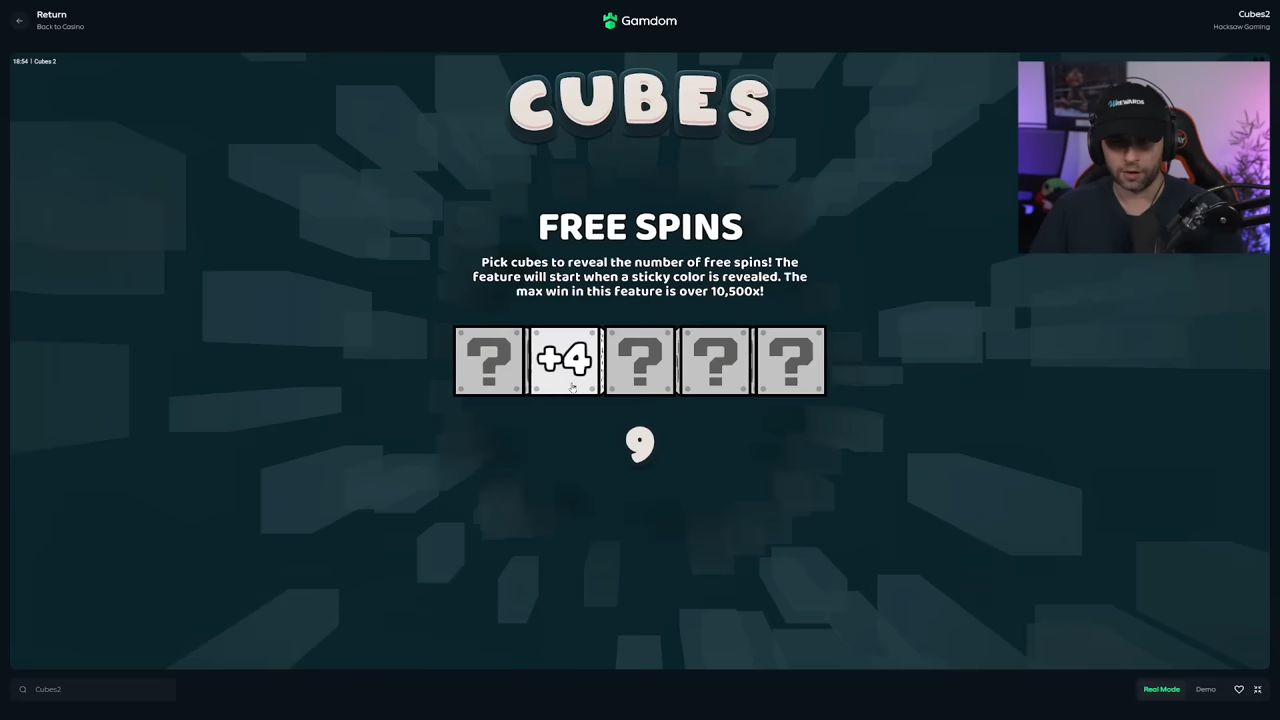 Return
Back to Casino
Gamdom
Cubes2
Hacksaw Gaming
18:54 | Cubes 2
CUBES
REWARDS
FREE SPINS
Pick cubes to reveal the number of free spins! The
feature will start when a sticky color is revealed. The
max win in this feature is over 10,500x!
? +4 ? ? ?
9
Cubes2
Real Mode
Demo